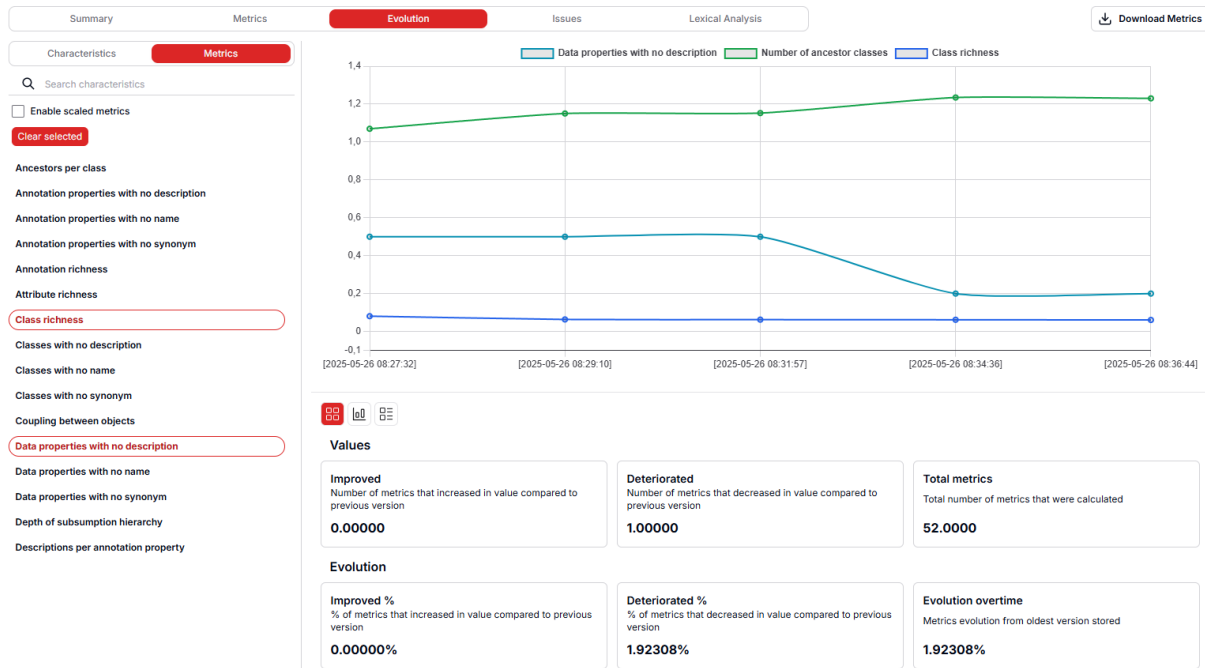 Summary
Metrics
Evolution
Issues
Lexical Analysis
Download Metrics
Characteristics
Metrics
Search characteristics
Enable scaled metrics
Clear selected
Ancestors per class
Annotation properties with no description
Annotation properties with no name
Annotation properties with no synonym
Annotation richness
Attribute richness
Class richness
Classes with no description
Classes with no name
Classes with no synonym
Coupling between objects
Data properties with no description
Data properties with no name
Data properties with no synonym
Depth of subsumption hierarchy
Descriptions per annotation property
Data properties with no description
Number of ancestor classes
Class richness
1,4
1,2
1,0
0,8
0,6
0,4
0,2
0
-0,1
[2025-05-26 08:27:32]
[2025-05-26 08:29:10]
[2025-05-26 08:31:57]
[2025-05-26 08:34:36]
[2025-05-26 08:36:44]
Values
Improved
Number of metrics that increased in value compared to
previous version
0.00000
Deteriorated
Number of metrics that decreased in value compared to
previous version
1.00000
Total metrics
Total number of metrics that were calculated
52.0000
Evolution
Improved %
% of metrics that increased in value compared to previous
version
0.00000%
Deteriorated %
% of metrics that decreased in value compared to previous
version
1.92308%
Evolution overtime
Metrics evolution from oldest version stored
1.92308%